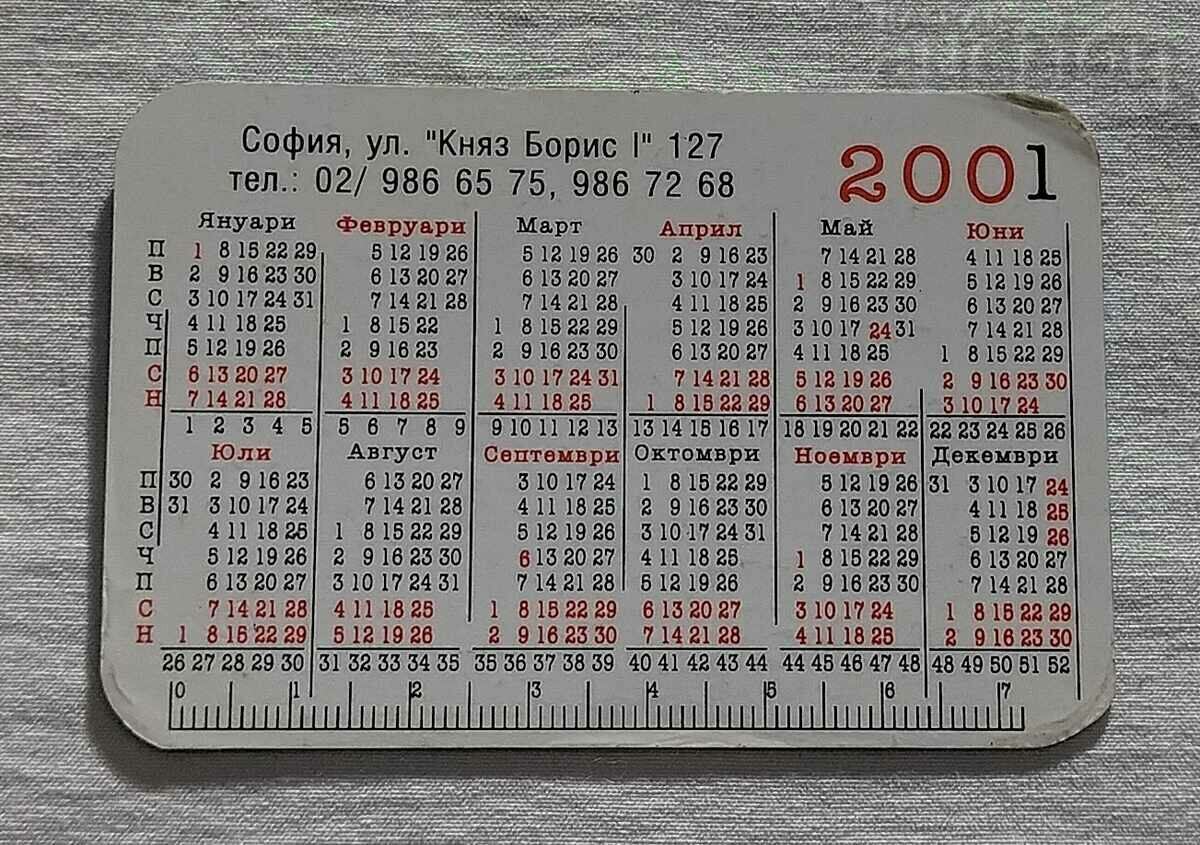 София, ул. "Княз Борис I" 127
тел.: 02/ 986 65 75, 986 72 68
2001
Януари Февруари Март Април Май Юни
П 1 8 15 22 29 5 12 19 26 5 12 19 26 30 2 9 16 23 7 14 21 28 4 11 18 25
В 2 9 16 23 30 6 13 20 27 6 13 20 27 3 10 17 24 1 8 15 22 29 5 12 19 26
С 3 10 17 24 31 7 14 21 28 7 14 21 28 4 11 18 25 2 9 16 23 30 6 13 20 27
Ч 4 11 18 25 1 8 15 22 1 8 15 22 29 5 12 19 26 3 10 17 24 31 7 14 21 28
П 5 12 19 26 2 9 16 23 2 9 16 23 30 6 13 20 27 4 11 18 25 1 8 15 22 29
С 6 13 20 27 3 10 17 24 3 10 17 24 31 7 14 21 28 5 12 19 26 2 9 16 23 30
Н 7 14 21 28 4 11 18 25 4 11 18 25 1 8 15 22 29 6 13 20 27 3 10 17 24
1 2 3 4 5 5 6 7 8 9 9 10 11 12 13 13 14 15 16 17 18 19 20 21 22 22 23 24 25 26
Юли Август Септември Октомври Ноември Декември
П 30 2 9 16 23 6 13 20 27 3 10 17 24 1 8 15 22 29 5 12 19 26 31 3 10 17 24
В 31 3 10 17 24 7 14 21 28 4 11 18 25 2 9 16 23 30 6 13 20 27 4 11 18 25
С 4 11 18 25 1 8 15 22 29 5 12 19 26 3 10 17 24 31 7 14 21 28 5 12 19 26
Ч 5 12 19 26 2 9 16 23 30 6 13 20 27 4 11 18 25 1 8 15 22 29 6 13 20 27
П 6 13 20 27 3 10 17 24 31 7 14 21 28 5 12 19 26 2 9 16 23 30 7 14 21 28
С 7 14 21 28 4 11 18 25 1 8 15 22 29 6 13 20 27 3 10 17 24 1 8 15 22 29
Н 1 8 15 22 29 5 12 19 26 2 9 16 23 30 7 14 21 28 4 11 18 25 2 9 16 23 30
26 27 28 29 30 31 32 33 34 35 35 36 37 38 39 40 41 42 43 44 44 45 46 47 48 48 49 50 51 52
0 1 2 3 4 5 6 7